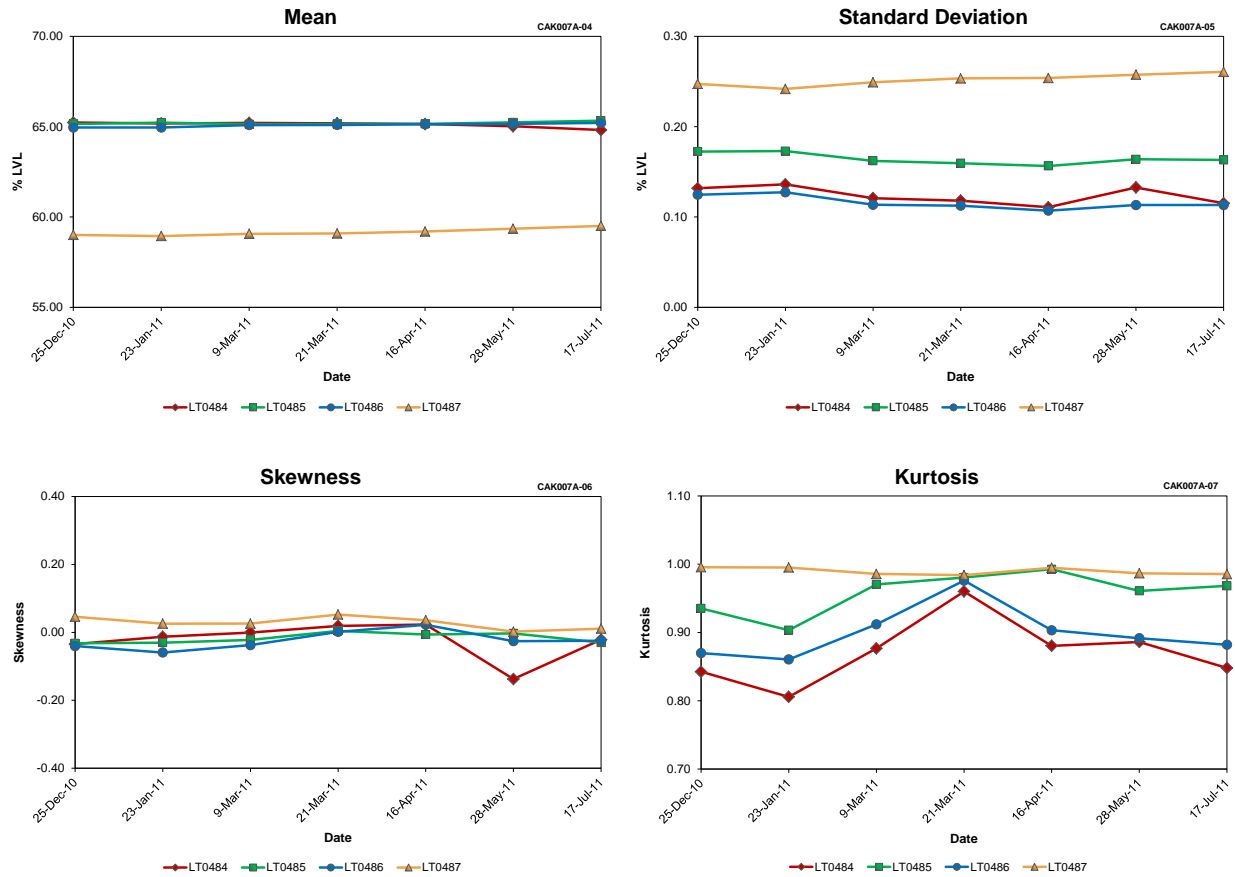 Mean
CAK007A-04
70.00
65.00
60.00
55.00
% LVL
25-Dec-10
23-Jan-11
9-Mar-11
21-Mar-11
16-Apr-11
28-May-11
17-Jul-11
Date
LT0484 LT0485 LT0486 LT0487
Standard Deviation
CAK007A-05
0.30
0.20
0.10
0.00
% LVL
25-Dec-10
23-Jan-11
9-Mar-11
21-Mar-11
16-Apr-11
28-May-11
17-Jul-11
Date
LT0484 LT0485 LT0486 LT0487
Skewness
CAK007A-06
0.40
0.20
0.00
-0.20
-0.40
Skewness
25-Dec-10
23-Jan-11
9-Mar-11
21-Mar-11
16-Apr-11
28-May-11
17-Jul-11
Date
LT0484 LT0485 LT0486 LT0487
Kurtosis
CAK007A-07
1.10
1.00
0.90
0.80
0.70
Kurtosis
25-Dec-10
23-Jan-11
9-Mar-11
21-Mar-11
16-Apr-11
28-May-11
17-Jul-11
Date
LT0484 LT0485 LT0486 LT0487